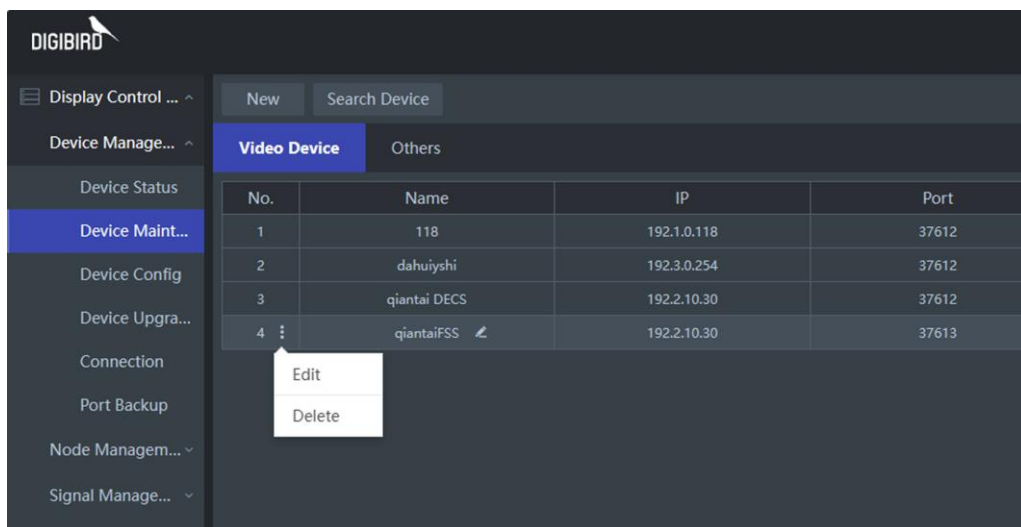 DIGIBIRD
Display Control ...
Device Manage...
Device Status
Device Maint...
Device Config
Device Upgra...
Connection
Port Backup
Node Managem...
Signal Manage...
New Search Device
Video Device Others
No. Name IP Port
1 118 192.1.0.118 37612
2 dahuiyshi 192.3.0.254 37612
3 qiantai DECS 192.2.10.30 37612
4 qiantaiFSS 192.2.10.30 37613
Edit
Delete